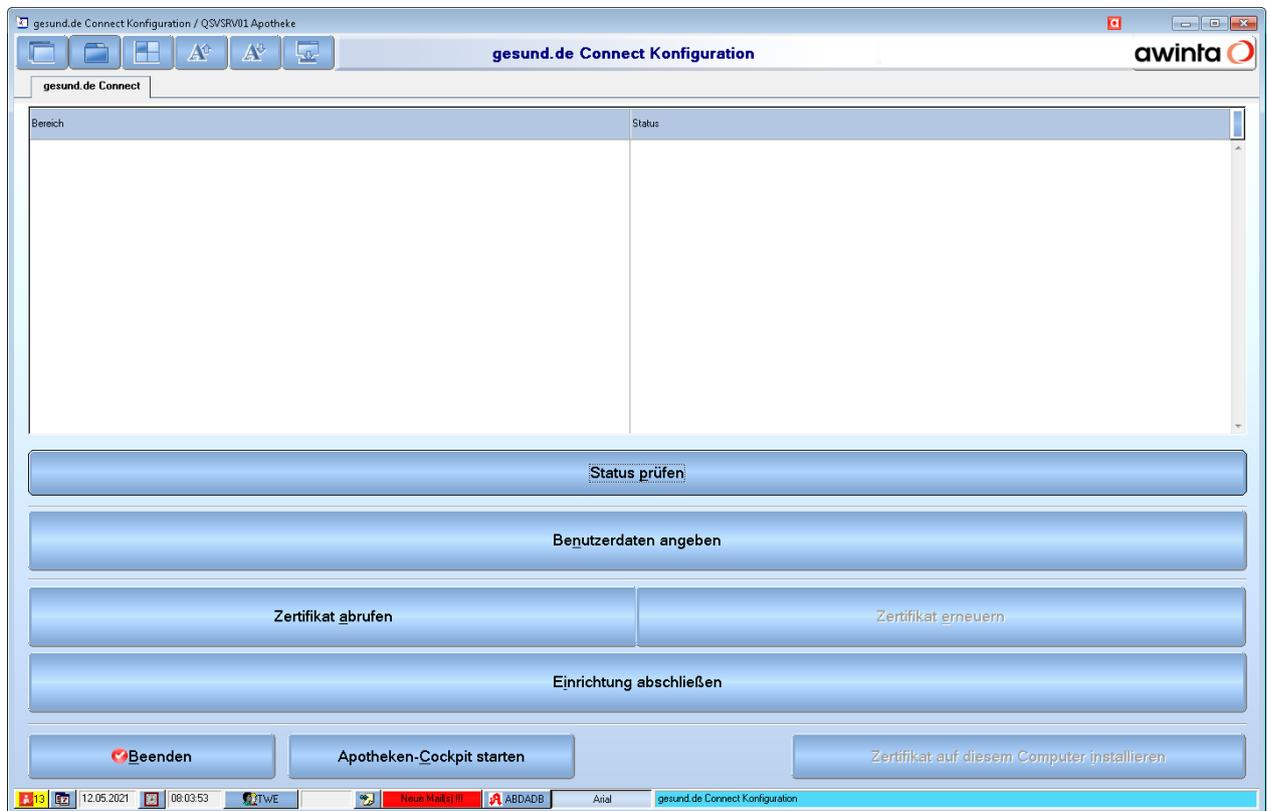 gesund.de Connect Konfiguration / QSVSRV01 Apotheke
gesund.de Connect Konfiguration
awinta
gesund.de Connect
Bereich Status
Status prüfen
Benutzerdaten angeben
Zertifikat abrufen Zertifikat erneuern
Einrichtung abschließen
Beenden Apotheken-Cockpit starten Zertifikat auf diesem Computer installieren
13 12.05.2021 08:03:53 TWE Neue Mail(s) !!! ABDADB Arial gesund.de Connect Konfiguration